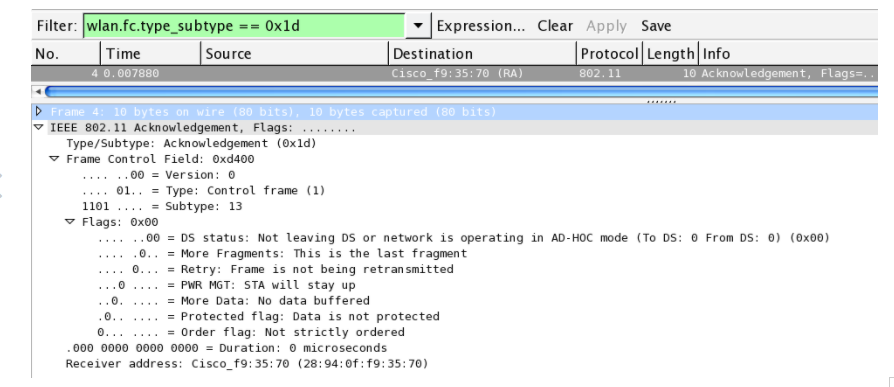 Filter: wlan.fc.type_subtype == 0x1d Expression... Clear Apply Save
No. Time Source Destination Protocol Length Info
4 0.007880 Cisco_f9:35:70 (RA) 802.11 10 Acknowledgement, Flags=..
Frame 4: 10 bytes on wire (80 bits), 10 bytes captured (80 bits)
IEEE 802.11 Acknowledgement, Flags: ........
Type/Subtype: Acknowledgement (0x1d)
Frame Control Field: 0xd400
.... ..00 = Version: 0
.... 01.. = Type: Control frame (1)
1101 .... = Subtype: 13
Flags: 0x00
.... ..00 = DS status: Not leaving DS or network is operating in AD-HOC mode (To DS: 0 From DS: 0) (0x00)
.... .0.. = More Fragments: This is the last fragment
.... 0... = Retry: Frame is not being retransmitted
...0 .... = PWR MGT: STA will stay up
..0. .... = More Data: No data buffered
.0.. .... = Protected flag: Data is not protected
0... .... = Order flag: Not strictly ordered
.000 0000 0000 0000 = Duration: 0 microseconds
Receiver address: Cisco_f9:35:70 (28:94:0f:f9:35:70)